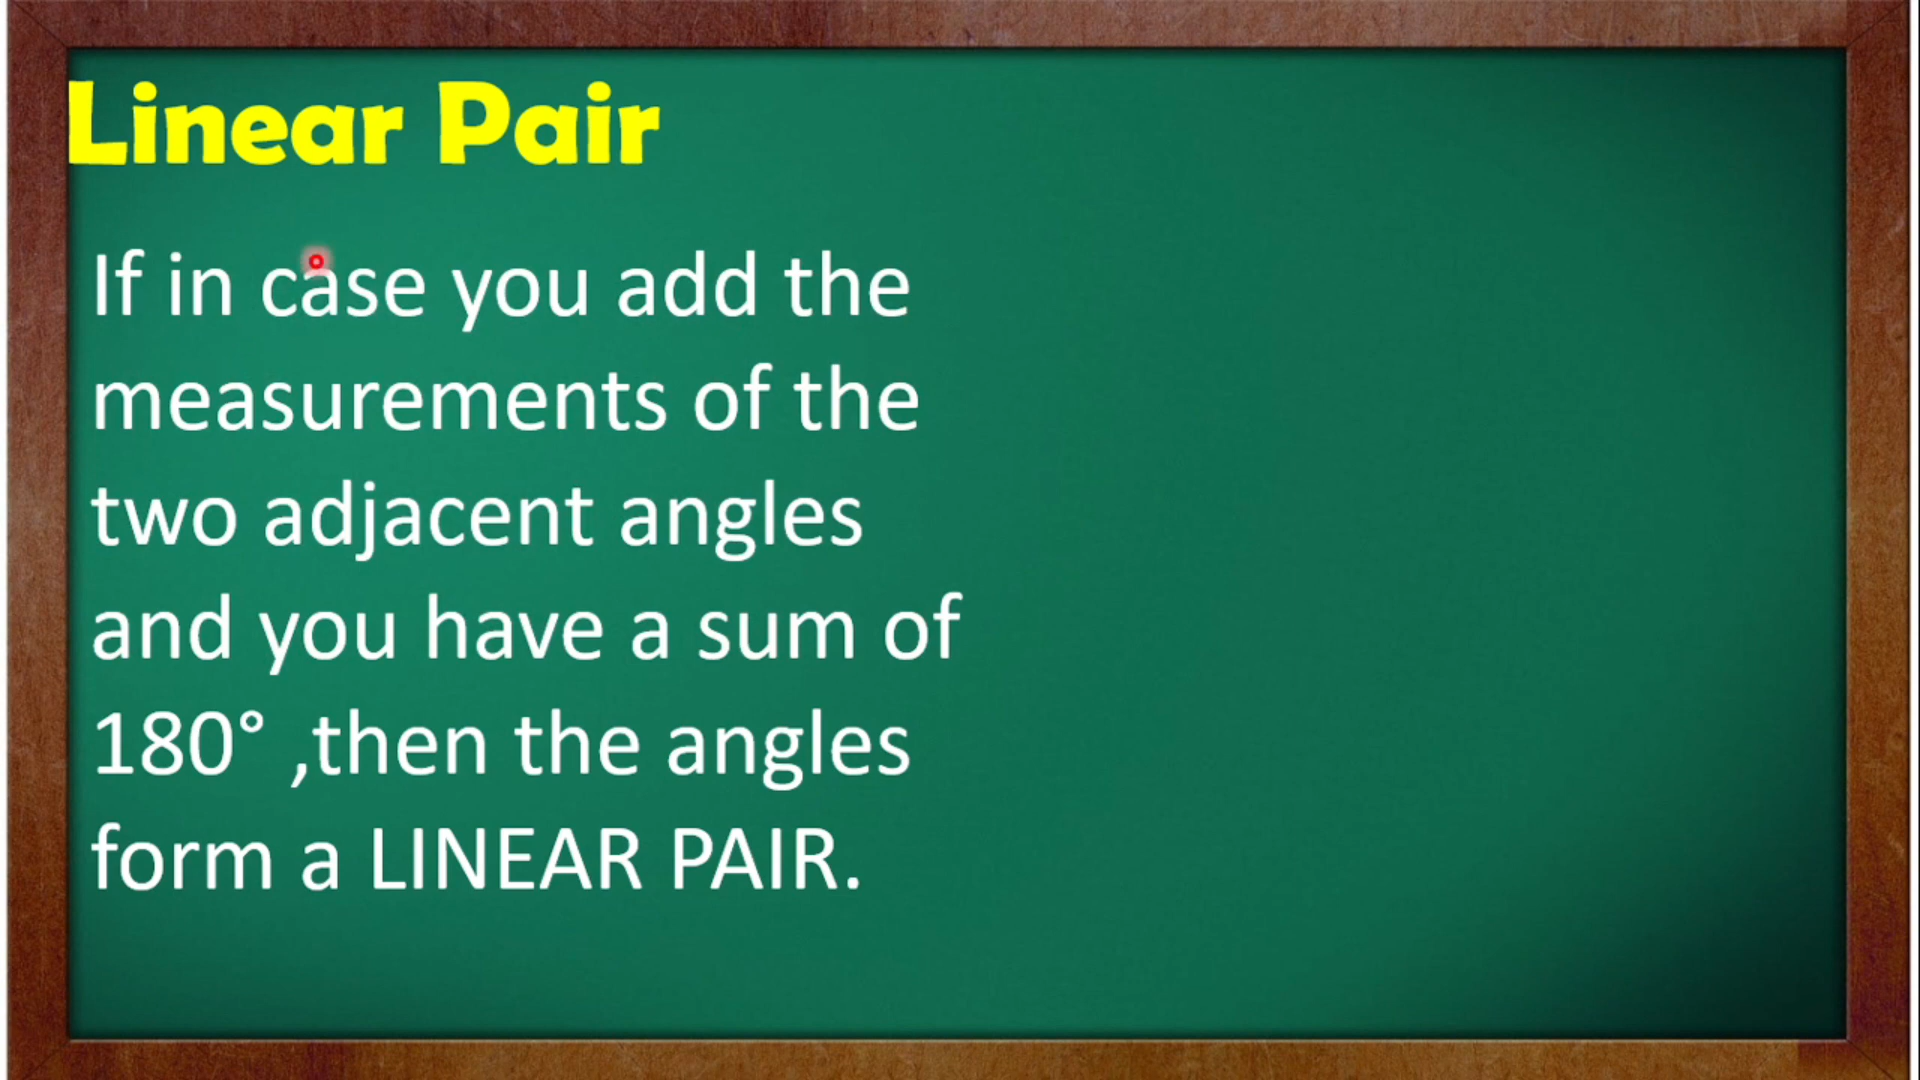 Linear Pair
If in case you add the
measurements of the
two adjacent angles
and you have a sum of
180° ,then the angles
form a LINEAR PAIR.